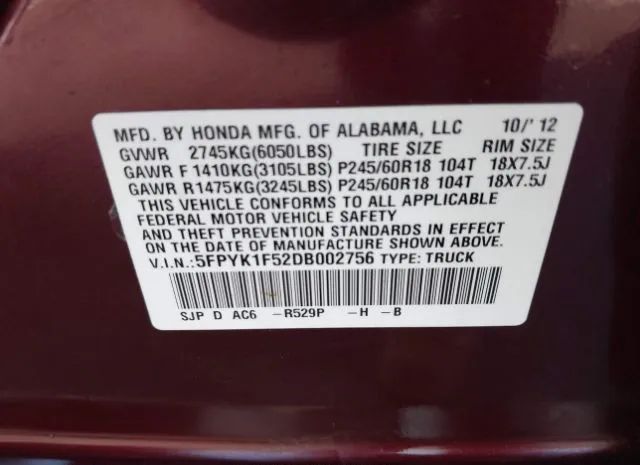 MFD. BY HONDA MFG. OF ALABAMA, LLC 10/'12
GVWR 2745KG(6050LBS) TIRE SIZE RIM SIZE
GAWR F 1410KG(3105LBS) P245/60R18 104T 18X7.5J
GAWR R1475KG(3245LBS) P245/60R18 104T 18X7.5J
THIS VEHICLE CONFORMS TO ALL APPLICABLE
FEDERAL MOTOR VEHICLE SAFETY
AND THEFT PREVENTION STANDARDS IN EFFECT
ON THE DATE OF MANUFACTURE SHOWN ABOVE.
V.I.N.:5FPYK1F52DB002756 TYPE: TRUCK
SJP D AC6 -R529P -H -B